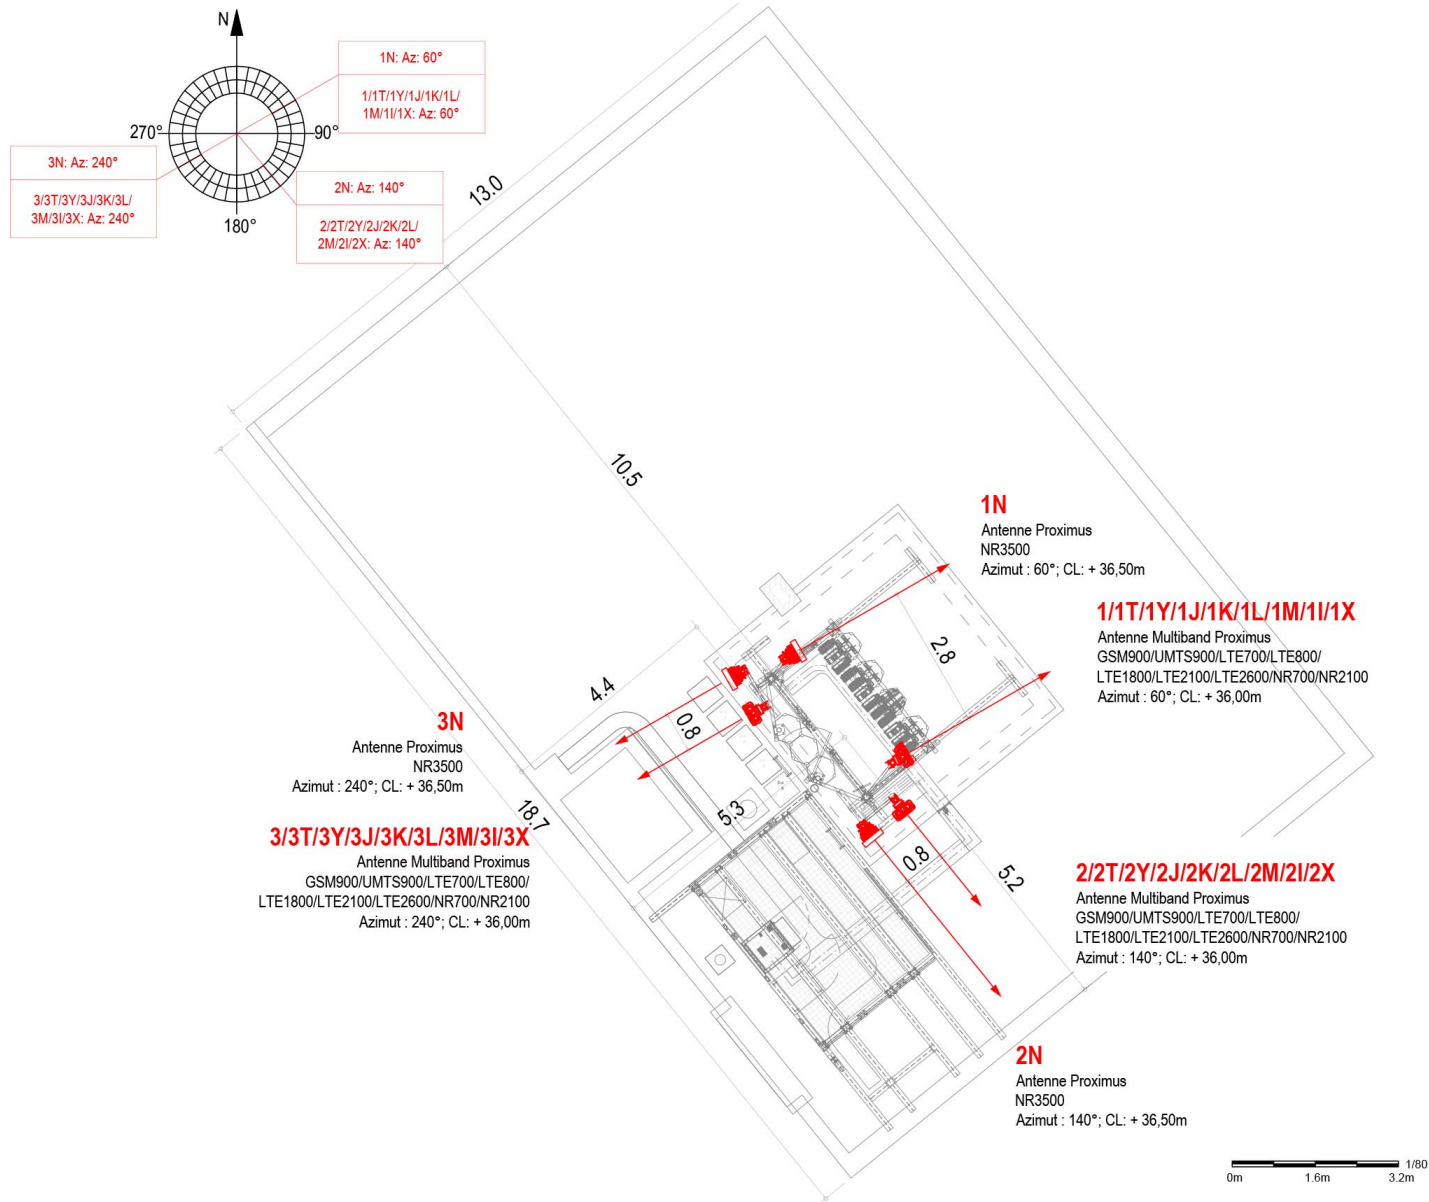 N
1N: Az: 60°
1/1T/1Y/1J/1K/1L/
1M/1I/1X: Az: 60°
270°
90°
3N: Az: 240°
3/3T/3Y/3J/3K/3L/
3M/3I/3X: Az: 240°
2N: Az: 140°
2/2T/2Y/2J/2K/2L/
2M/2I/2X: Az: 140°
180°
13.0
10.5
1N
Antenne Proximus
NR3500
Azimut : 60°; CL: + 36,50m
1/1T/1Y/1J/1K/1L/1M/1I/1X
Antenne Multiband Proximus
GSM900/UMTS900/LTE700/LTE800/
LTE1800/LTE2100/LTE2600/NR700/NR2100
Azimut : 60°; CL: + 36,00m
2.8
4.4
0.8
3N
Antenne Proximus
NR3500
Azimut : 240°; CL: + 36,50m
18.7
5.3
3/3T/3Y/3J/3K/3L/3M/3I/3X
Antenne Multiband Proximus
GSM900/UMTS900/LTE700/LTE800/
LTE1800/LTE2100/LTE2600/NR700/NR2100
Azimut : 240°; CL: + 36,00m
0.8
5.2
2/2T/2Y/2J/2K/2L/2M/2I/2X
Antenne Multiband Proximus
GSM900/UMTS900/LTE700/LTE800/
LTE1800/LTE2100/LTE2600/NR700/NR2100
Azimut : 140°; CL: + 36,00m
2N
Antenne Proximus
NR3500
Azimut : 140°; CL: + 36,50m
1/80
0m 1.6m 3.2m